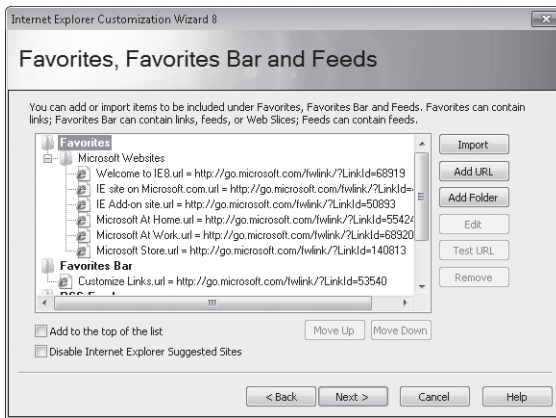 Internet Explorer Customization Wizard 8
Favorites, Favorites Bar and Feeds
You can add or import items to be included under Favorites, Favorites Bar and Feeds. Favorites can contain
links; Favorites Bar can contain links, feeds, or Web Slices; Feeds can contain feeds.
Favorites
Microsoft Websites
Welcome to IE8.url = http://go.microsoft.com/fwlink/?LinkId=68919
IE site on Microsoft.com.url = http://go.microsoft.com/fwlink/?LinkId=
IE Add-on site.url = http://go.microsoft.com/fwlink/?LinkId=50893
Microsoft At Home.url = http://go.microsoft.com/fwlink/?LinkId=55424
Microsoft At Work.url = http://go.microsoft.com/fwlink/?LinkId=68920
Microsoft Store.url = http://go.microsoft.com/fwlink/?LinkId=140813
Favorites Bar
Customize Links.url = http://go.microsoft.com/fwlink/?LinkId=53540
Import
Add URL
Add Folder
Edit
Test URL
Remove
Add to the top of the list
Move Up
Move Down
Disable Internet Explorer Suggested Sites
< Back
Next >
Cancel
Help